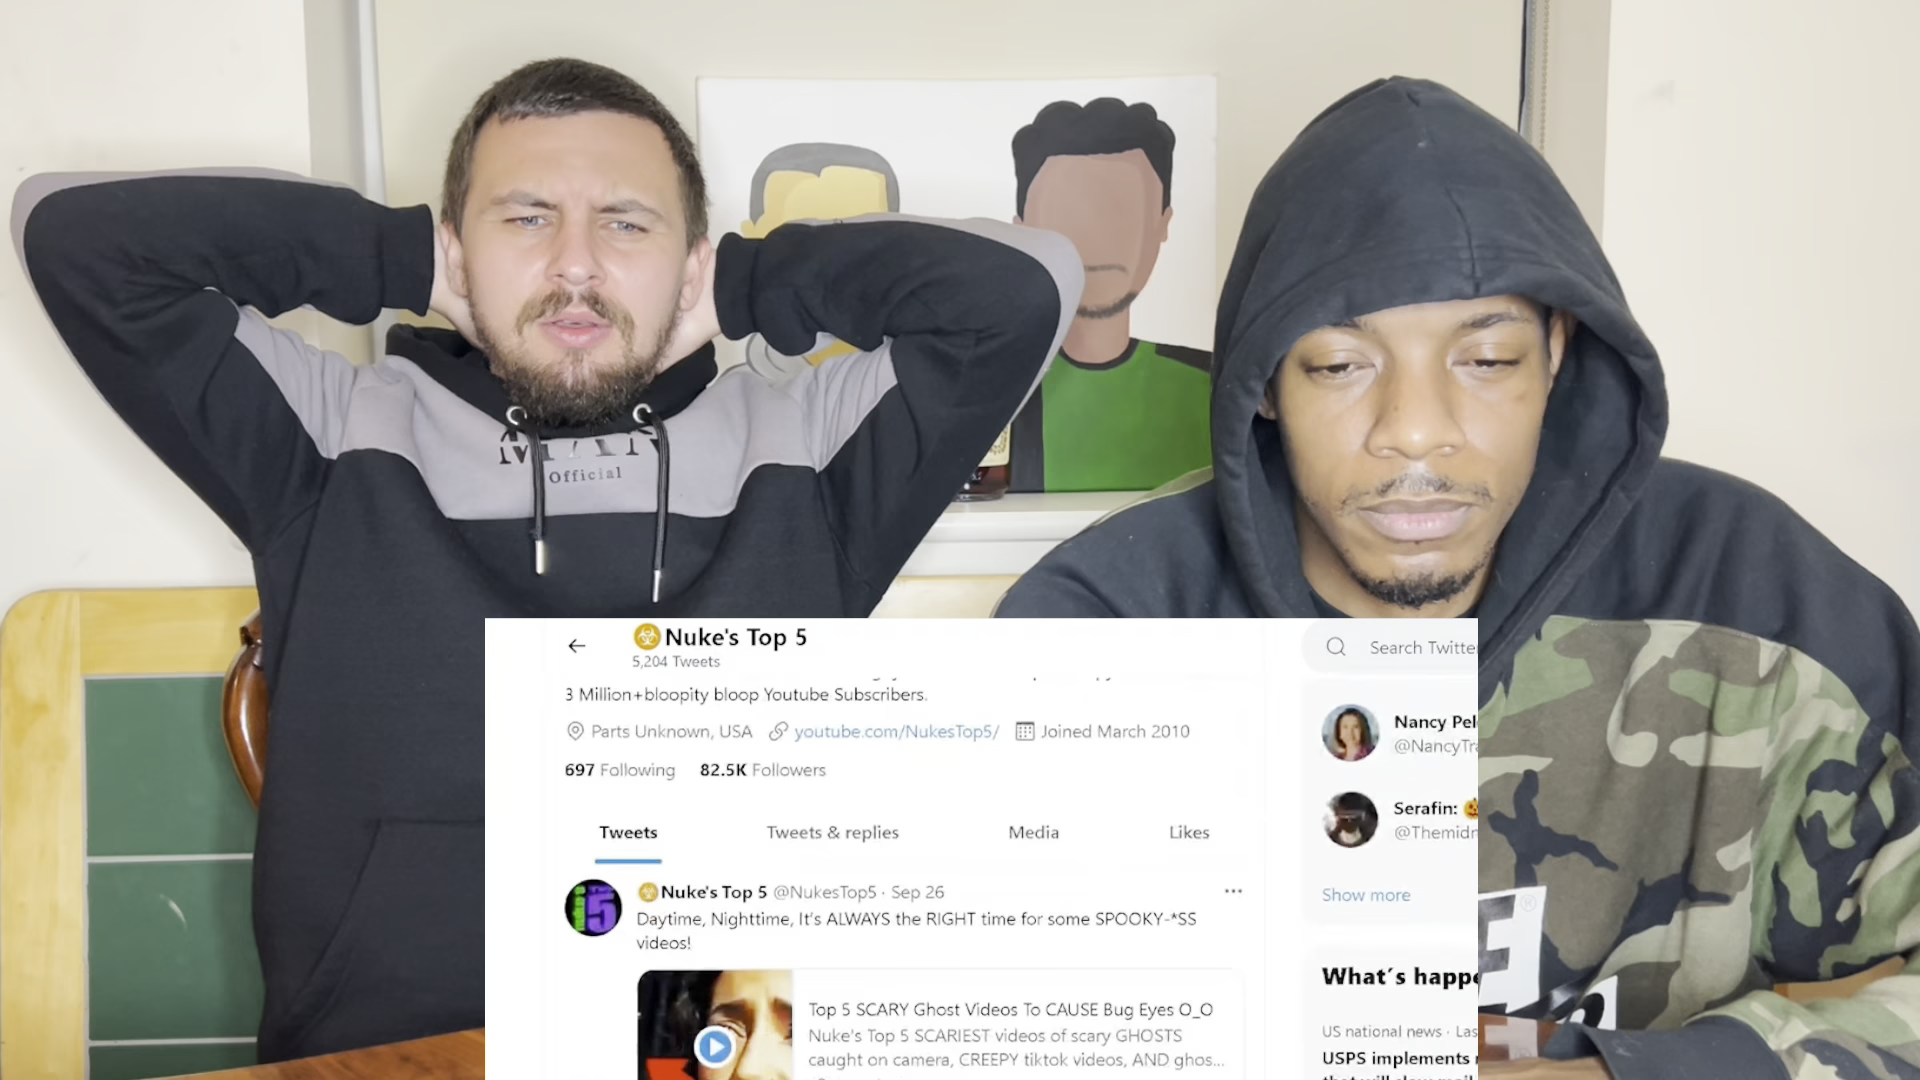 Official
Nuke's Top 5
5,204 Tweets
3 Million+bloopity bloop Youtube Subscribers.
Parts Unknown, USA youtube.com/NukesTop5/ Joined March 2010
697 Following 82.5K Followers
Tweets Tweets & replies Media Likes
Nuke's Top 5 @NukesTop5 · Sep 26
Daytime, Nighttime, It's ALWAYS the RIGHT time for some SPOOKY-*SS
videos!
Top 5 SCARY Ghost Videos To CAUSE Bug Eyes O_O
Nuke's Top 5 SCARIEST videos of scary GHOSTS
caught on camera, CREEPY tiktok videos, AND ghos...
Search Twitte
Nancy Pel
@NancyTr
Serafin:
@Themidn
Show more
What's happe
US national news · Las
USPS implements